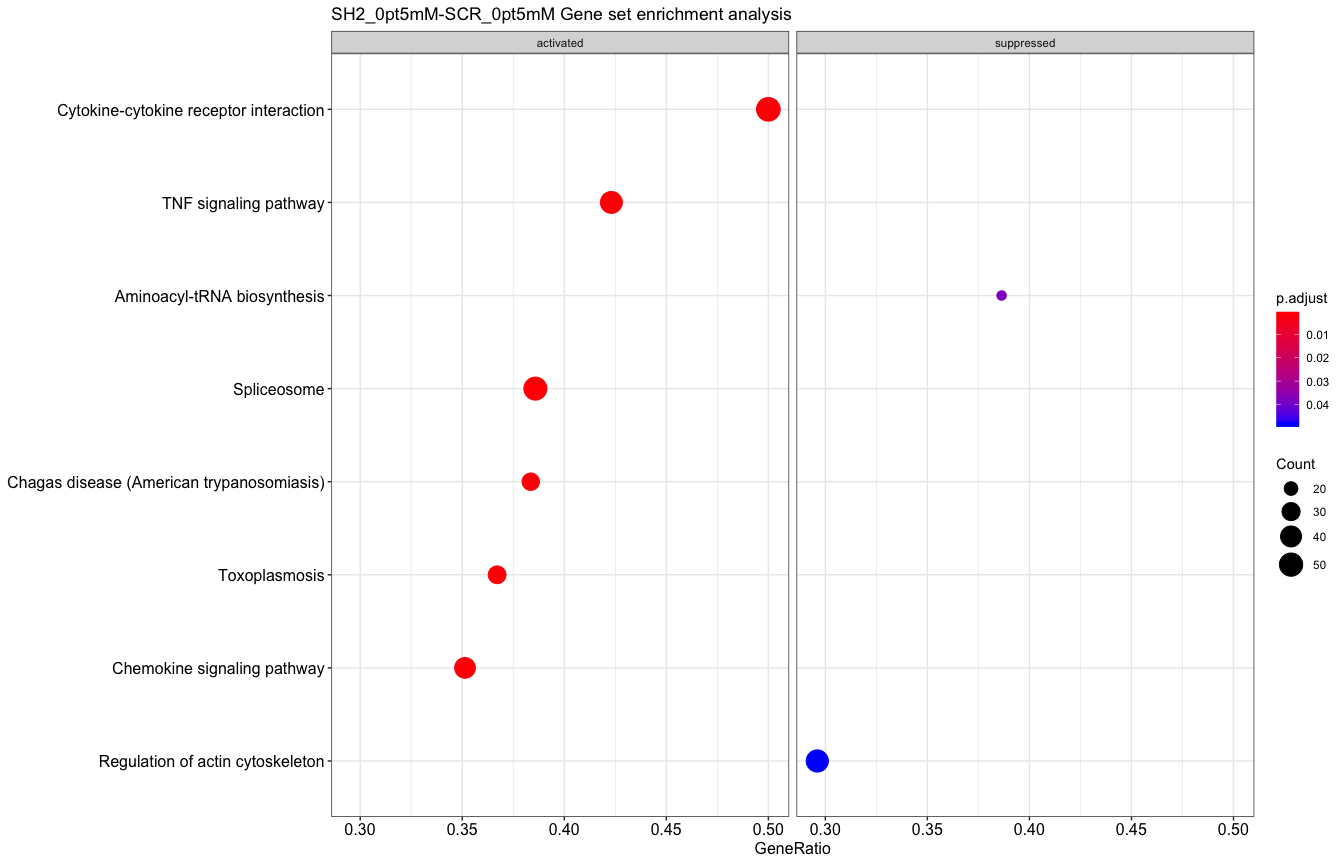 SH2_0pt5mM-SCR_0pt5mM Gene set enrichment analysis
activated
suppressed
Cytokine-cytokine receptor interaction
TNF signaling pathway
Aminoacyl-tRNA biosynthesis
Spliceosome
Chagas disease (American trypanosomiasis)
Toxoplasmosis
Chemokine signaling pathway
Regulation of actin cytoskeleton
0.30 0.35 0.40 0.45 0.50 0.30 0.35 0.40 0.45 0.50
GeneRatio
p.adjust
0.01
0.02
0.03
0.04
Count
20
30
40
50